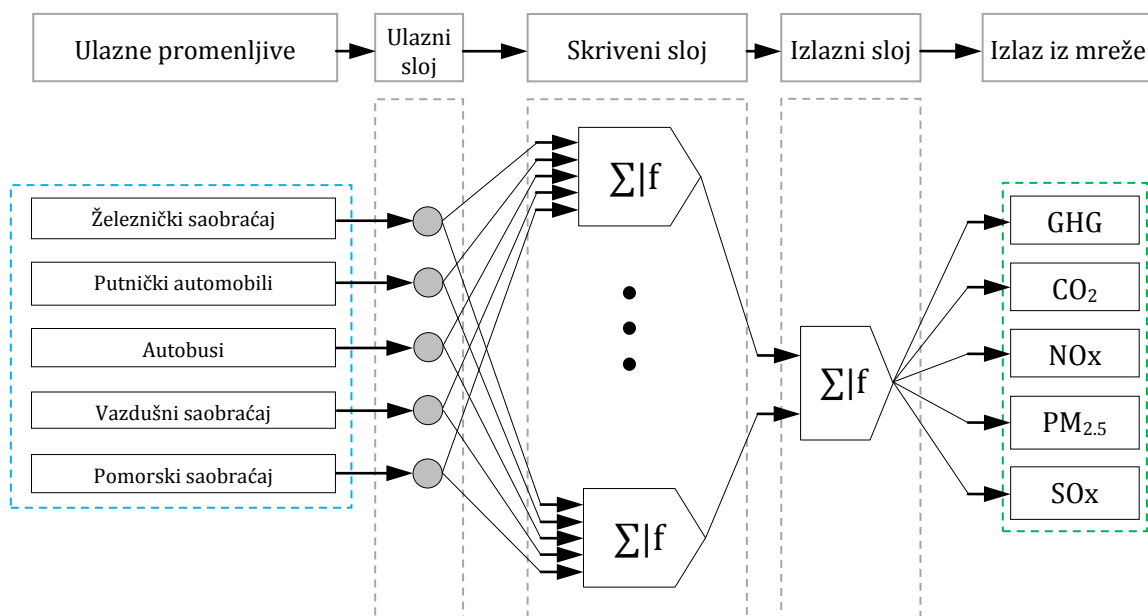 Ulazne promenljive
Ulazni
sloj
Skriveni sloj
Izlazni sloj
Izlaz iz mreže
Železnički saobraćaj
Putnički automobili
Autobusi
Vazdušni saobraćaj
Pomorski saobraćaj
∑|f
∑|f
∑|f
GHG
CO₂
NOx
PM₂.₅
SOx